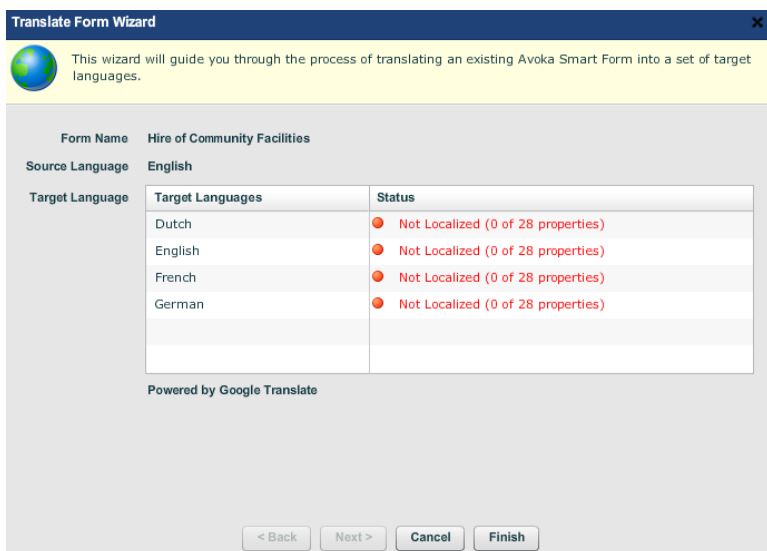 Translate Form Wizard
This wizard will guide you through the process of translating an existing Avoka Smart Form into a set of target
languages.
Form Name Hire of Community Facilities
Source Language English
Target Language Target Languages Status
Dutch Not Localized (0 of 28 properties)
English Not Localized (0 of 28 properties)
French Not Localized (0 of 28 properties)
German Not Localized (0 of 28 properties)
Powered by Google Translate
< Back Next > Cancel Finish